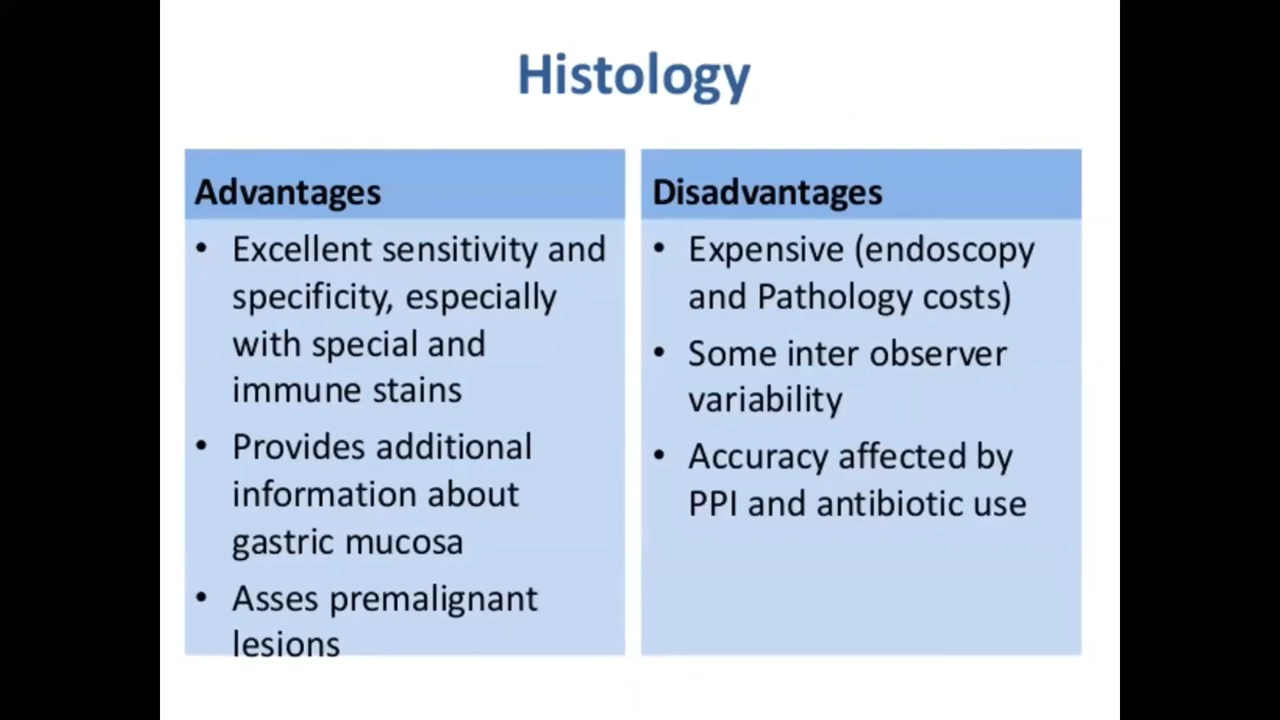 Histology
Advantages
• Excellent sensitivity and
specificity, especially
with special and
immune stains
• Provides additional
information about
gastric mucosa
• Asses premalignant
lesions
Disadvantages
• Expensive (endoscopy
and Pathology costs)
• Some inter observer
variability
• Accuracy affected by
PPI and antibiotic use